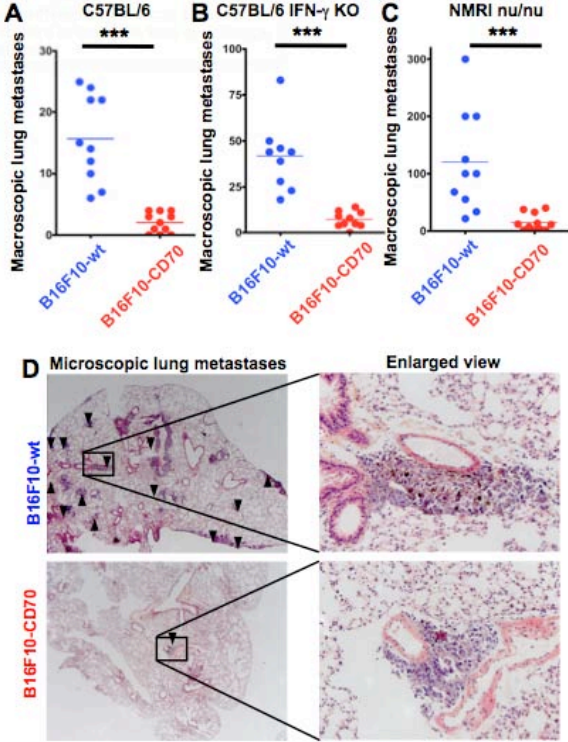 A
C57BL/6
***
Macroscopic lung metastases
30
20
10
0
B16F10-wt
B16F10-CD70
B
C57BL/6 IFN-γ KO
***
Macroscopic lung metastases
100
75
50
25
0
B16F10-wt
B16F10-CD70
C
NMRI nu/nu
***
Macroscopic lung metastases
300
200
100
0
B16F10-wt
B16F10-CD70
D
Microscopic lung metastases
Enlarged view
B16F10-wt
B16F10-CD70